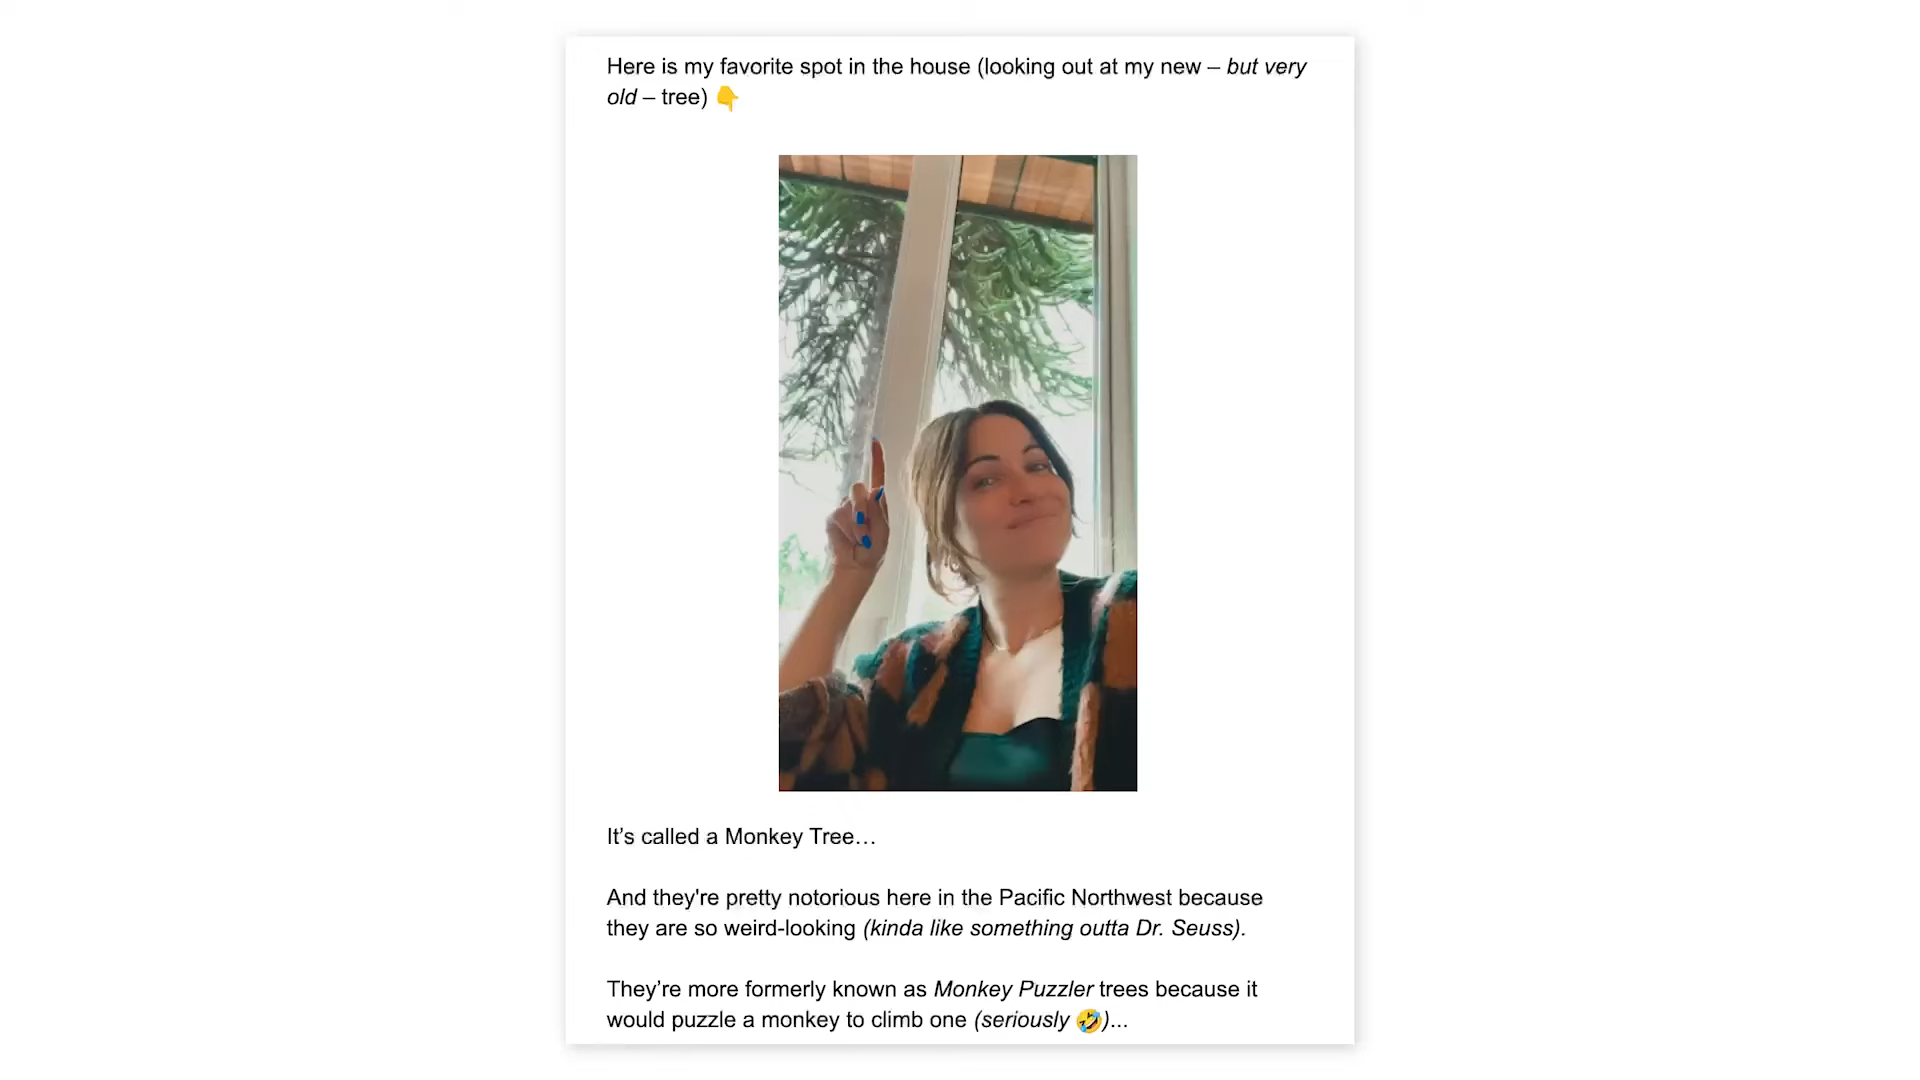 Here is my favorite spot in the house (looking out at my new – but very
old – tree) 👇
It’s called a Monkey Tree…
And they're pretty notorious here in the Pacific Northwest because
they are so weird-looking (kinda like something outta Dr. Seuss).
They’re more formerly known as Monkey Puzzler trees because it
would puzzle a monkey to climb one (seriously 🤣)...